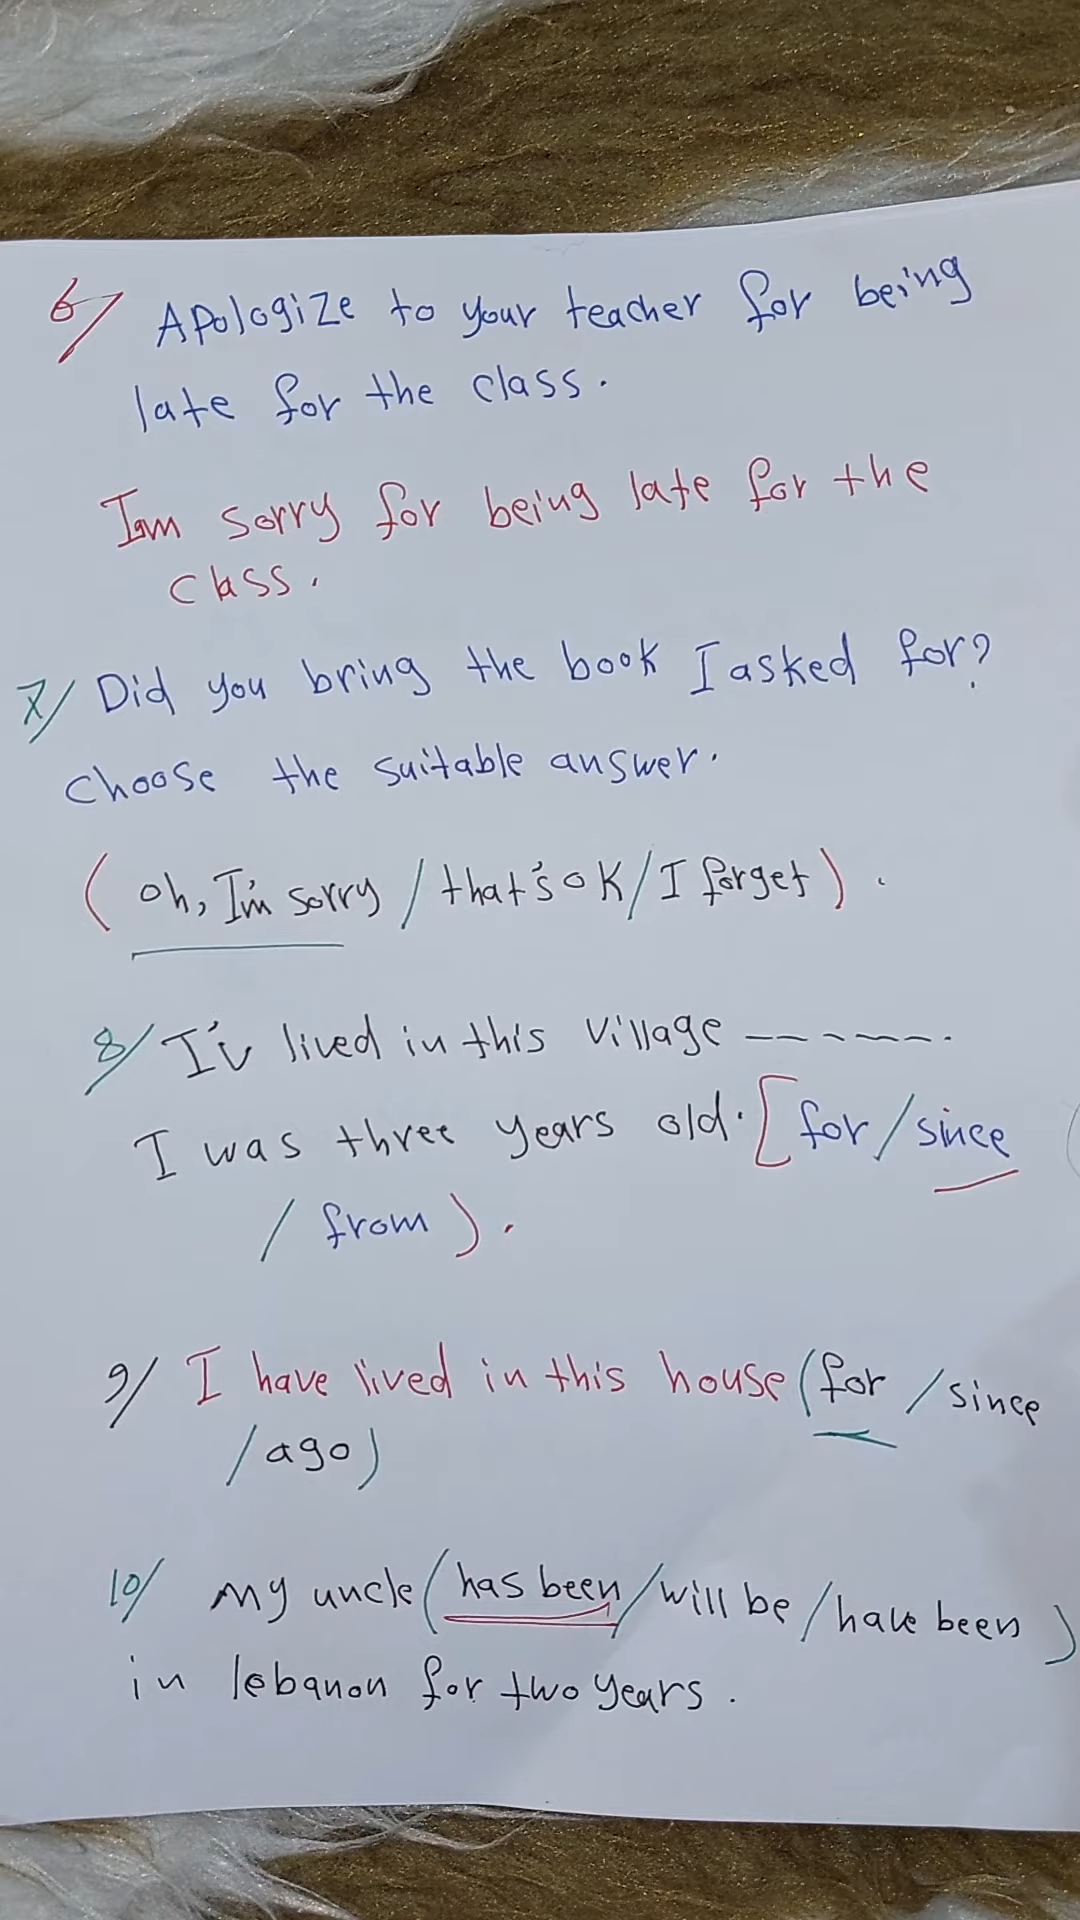 6/ Apologize to your teacher for being
late for the class.
Iam sorry for being late for the
class.
7/ Did you bring the book I asked for?
choose the suitable answer.
( oh, I'm sorry / that's ok / I forget ) .
8/ I'v lived in this village -------.
I was three years old. [ for / since
/ from ) .
9/ I have lived in this house ( for / since
/ ago )
10/ my uncle ( has been / will be / have been )
in lebanon for two years .